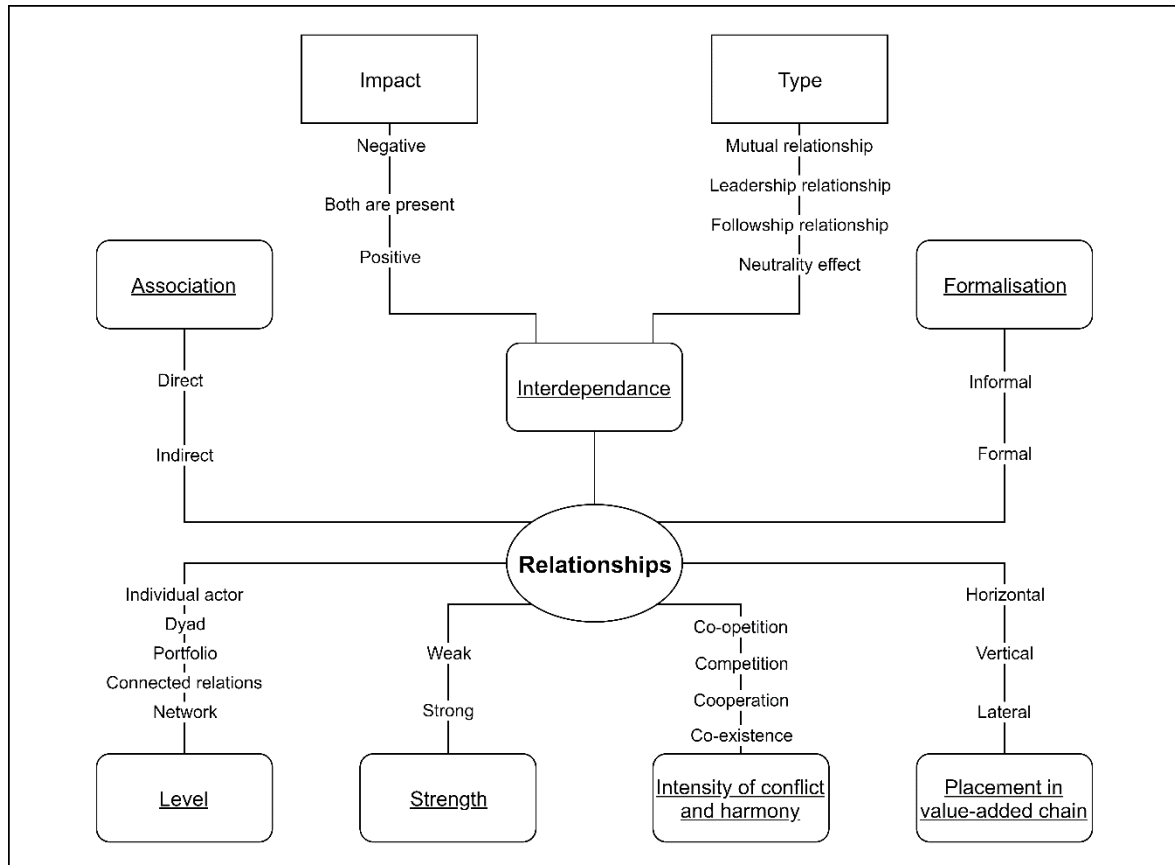 Impact
Type
Negative
Both are present
Positive
Mutual relationship
Leadership relationship
Followship relationship
Neutrality effect
Association
Formalisation
Interdependance
Direct
Indirect
Informal
Formal
Relationships
Individual actor
Dyad
Portfolio
Connected relations
Network
Weak
Strong
Co-opetition
Competition
Cooperation
Co-existence
Horizontal
Vertical
Lateral
Level
Strength
Intensity of conflict
and harmony
Placement in
value-added chain